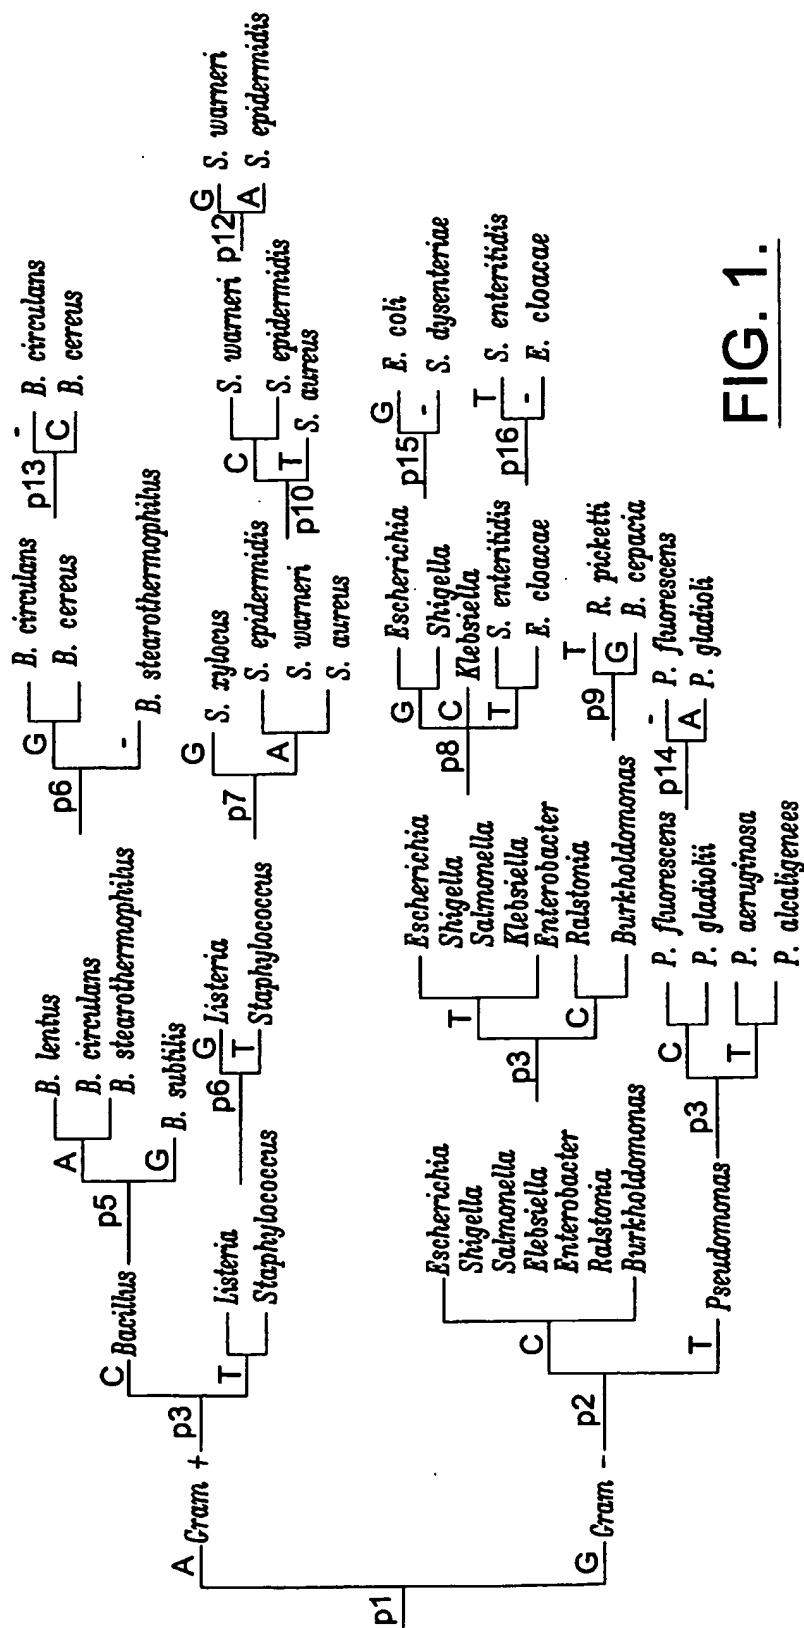 p1
A
Gram +
G
Gram -
p3
C
Bacillus
T
Listeria
Staphylococcus
p5
A
B. lentus
B. circulans
B. stearothermophilus
G
B. subtilis
p6
G
B. circulans
B. cereus
-
B. stearothermophilus
p13
-
B. circulans
C
B. cereus
p6
G
Listeria
T
Staphylococcus
p7
G
S. xylocus
A
S. epidermidis
S. warneri
S. aureus
p10
C
S. warneri
S. epidermidis
T
S. aureus
p12
G
S. warneri
A
S. epidermidis
p2
C
Escherichia
Shigella
Salmonella
Elebsiella
Enterobacter
Ralstonia
Burkholdomonas
T
Pseudomonas
p3
T
Escherichia
Shigella
Salmonella
Klebsiella
Enterobacter
C
Ralstonia
Burkholdomonas
p8
G
Escherichia
Shigella
C
Klebsiella
T
S. enteritidis
E. cloacae
p15
G
E. coli
-
S. dysenteriae
p16
T
S. enteritidis
-
E. cloacae
p9
T
R. picketti
G
B. cepacia
p3
C
P. fluorescens
P. gladiolii
T
P. aeruginosa
P. alcaligenees
p14
-
P. fluorescens
A
P. gladioli
FIG. 1.